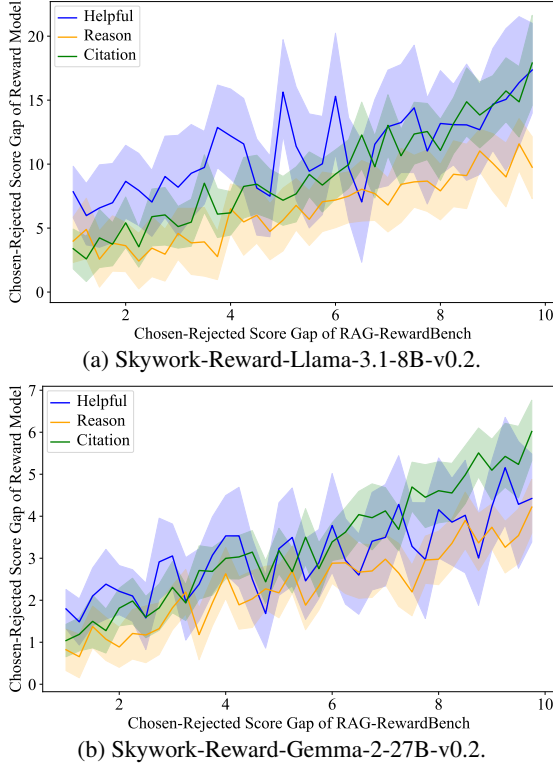 Chosen-Rejected Score Gap of Reward Model
20
15
10
5
0
Helpful
Reason
Citation
2
4
6
8
10
Chosen-Rejected Score Gap of RAG-RewardBench
(a) Skywork-Reward-Llama-3.1-8B-v0.2.
Chosen-Rejected Score Gap of Reward Model
7
6
5
4
3
2
1
0
Helpful
Reason
Citation
2
4
6
8
10
Chosen-Rejected Score Gap of RAG-RewardBench
(b) Skywork-Reward-Gemma-2-27B-v0.2.